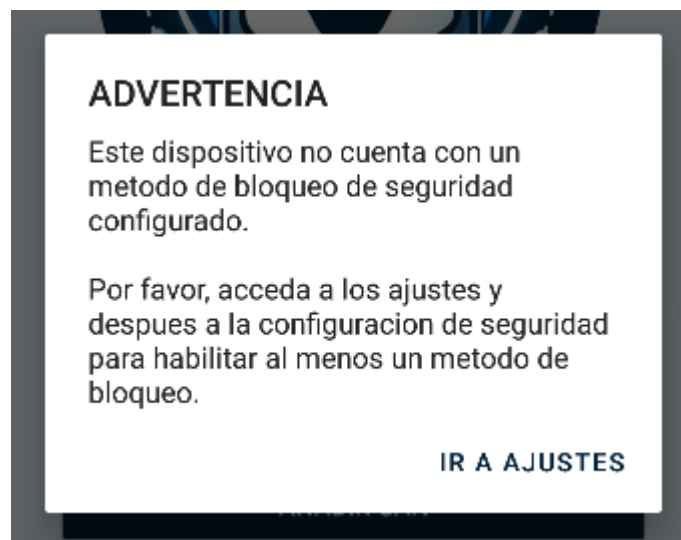 ADVERTENCIA
Este dispositivo no cuenta con un
metodo de bloqueo de seguridad
configurado.
Por favor, acceda a los ajustes y
despues a la configuracion de seguridad
para habilitar al menos un metodo de
bloqueo.
IR A AJUSTES